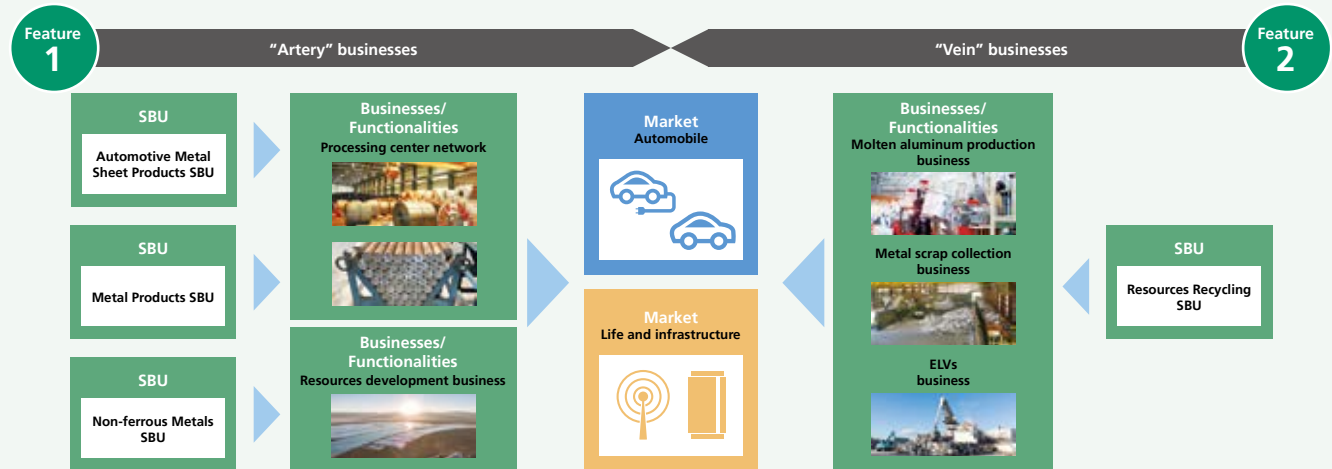 Feature
1
“Artery” businesses
“Vein” businesses
Feature
2
SBU
Automotive Metal
Sheet Products SBU
SBU
Metal Products SBU
SBU
Non-ferrous Metals
SBU
Businesses/
Functionalities
Processing center network
Businesses/
Functionalities
Resources development business
Market
Automobile
Market
Life and infrastructure
Businesses/
Functionalities
Molten aluminum production
business
Metal scrap collection
business
ELVs
business
SBU
Resources Recycling
SBU